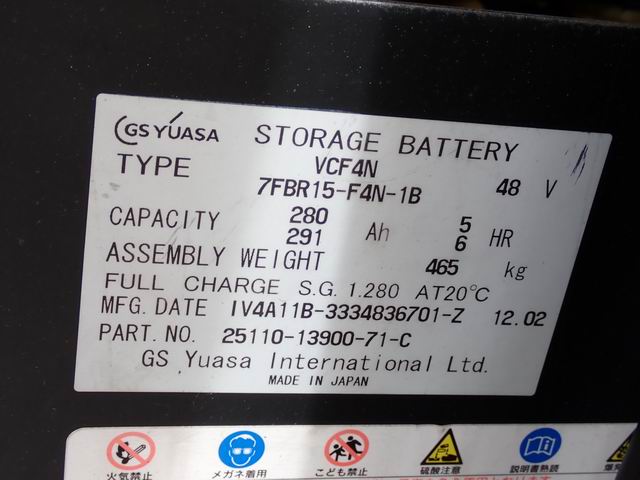 GS YUASA STORAGE BATTERY
TYPE VCF4N
7FBR15-F4N-1B 48 V
CAPACITY 280 Ah 5 HR
291 6
ASSEMBLY WEIGHT 465 kg
FULL CHARGE S.G. 1.280 AT20°C
MFG. DATE IV4A11B-3334836701-Z 12.02
PART. NO. 25110-13900-71-C
GS Yuasa International Ltd.
MADE IN JAPAN
火気禁止 メガネ着用 こども禁止 硫酸注意 説明書熟読